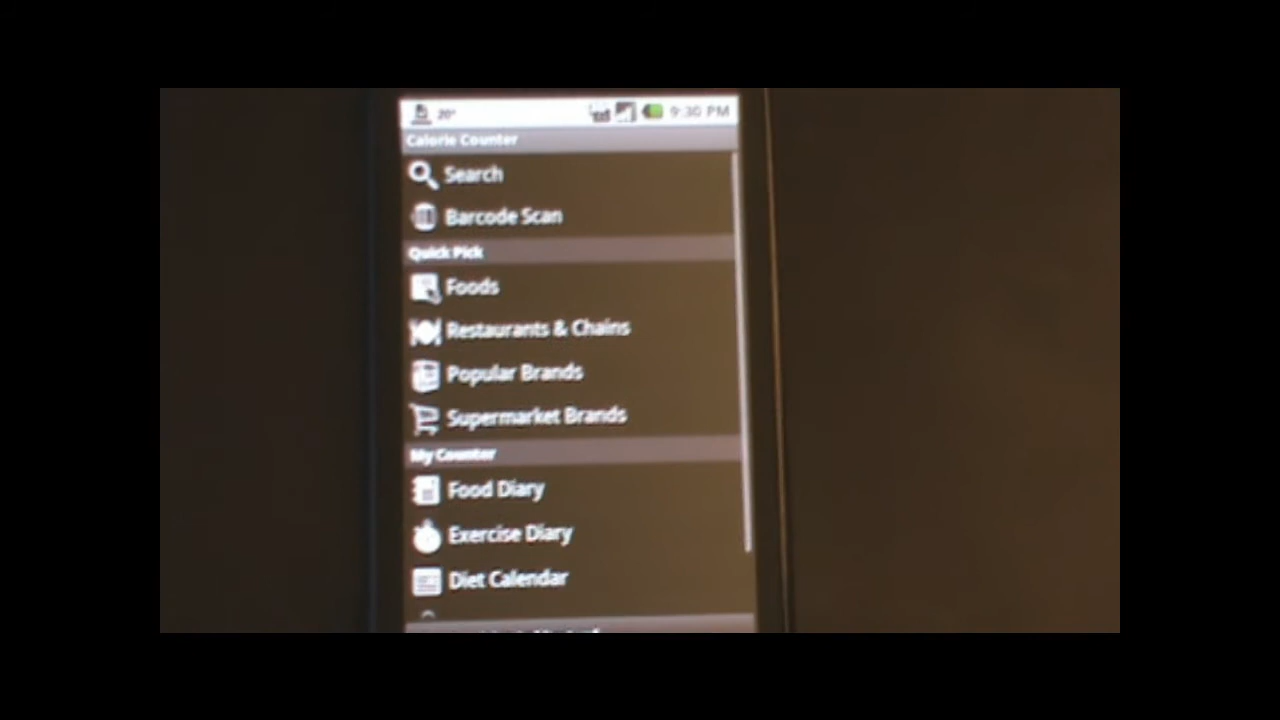 20°
9:30 PM
Calorie Counter
Search
Barcode Scan
Quick Pick
Foods
Restaurants & Chains
Popular Brands
Supermarket Brands
My Counter
Food Diary
Exercise Diary
Diet Calendar